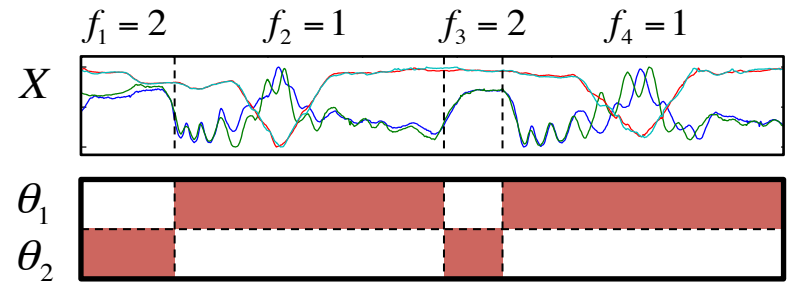 f₁ = 2 f₂ = 1 f₃ = 2 f₄ = 1
X
θ₁
θ₂